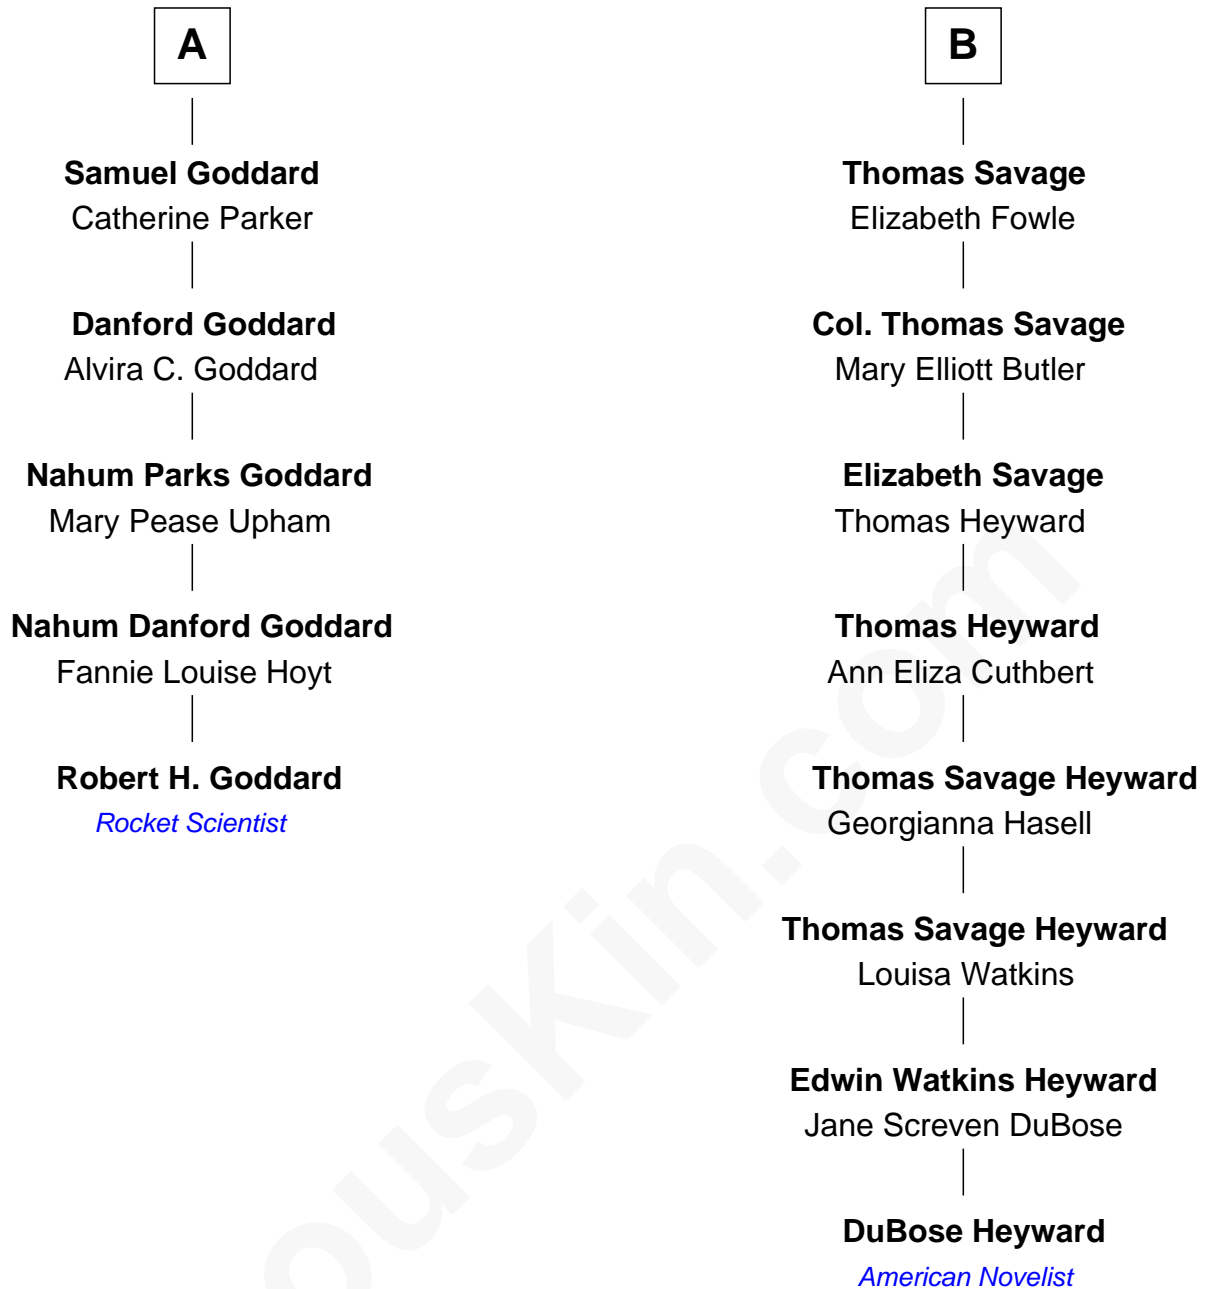 A
Samuel Goddard
Catherine Parker
Danford Goddard
Alvira C. Goddard
Nahum Parks Goddard
Mary Pease Upham
Nahum Danford Goddard
Fannie Louise Hoyt
Robert H. Goddard
Rocket Scientist
B
Thomas Savage
Elizabeth Fowle
Col. Thomas Savage
Mary Elliott Butler
Elizabeth Savage
Thomas Heyward
Thomas Heyward
Ann Eliza Cuthbert
Thomas Savage Heyward
Georgianna Hasell
Thomas Savage Heyward
Louisa Watkins
Edwin Watkins Heyward
Jane Screven DuBose
DuBose Heyward
American Novelist
ousKin.com